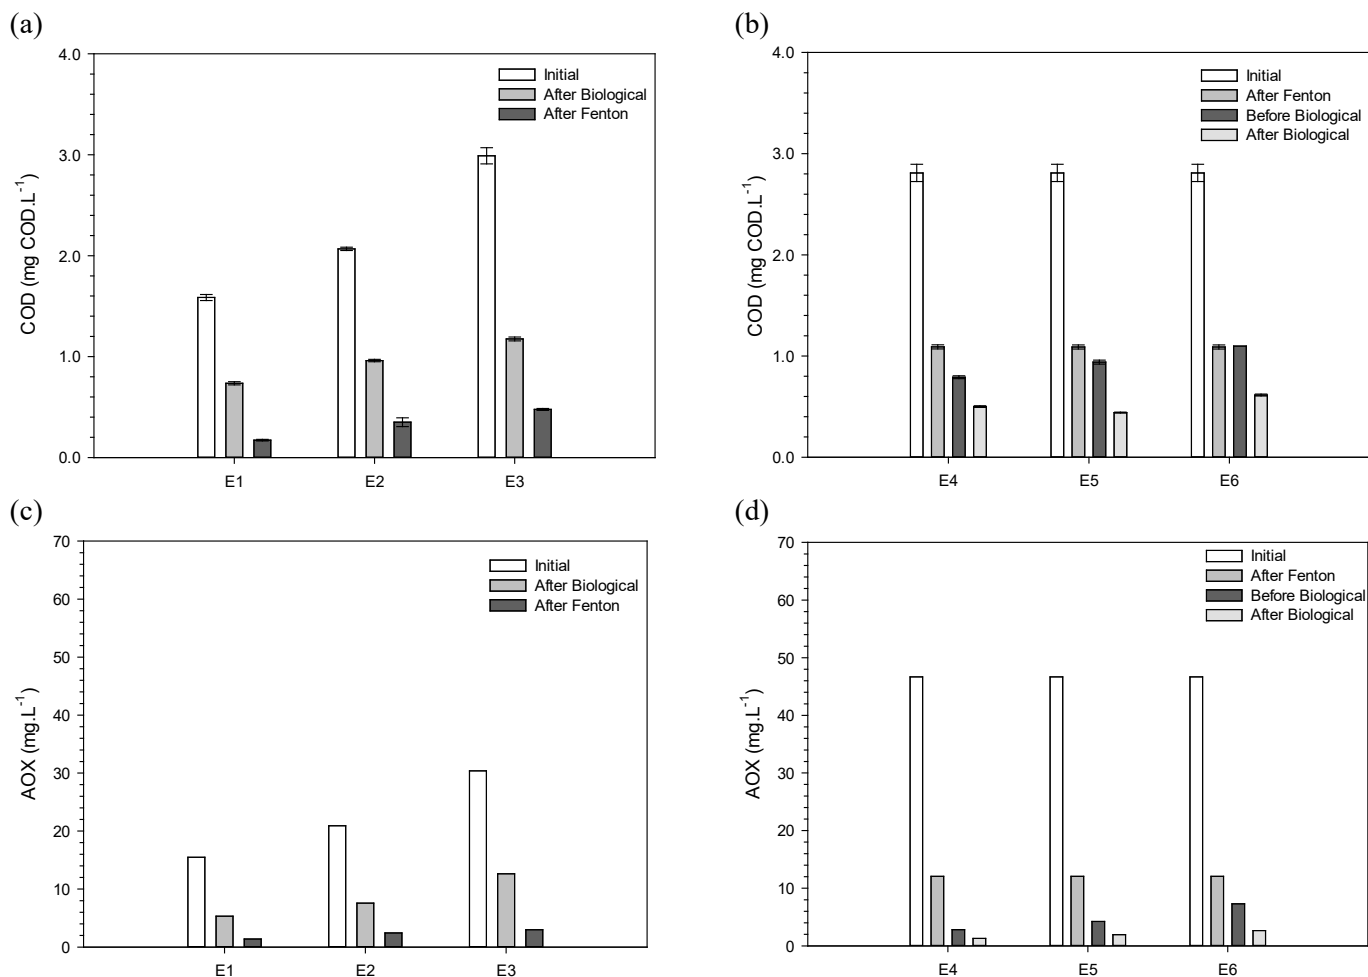 (a)
4.0
3.0
2.0
1.0
0.0
COD (mg COD.L⁻¹)
Initial
After Biological
After Fenton
E1 E2 E3
(b)
4.0
3.0
2.0
1.0
0.0
COD (mg COD.L⁻¹)
Initial
After Fenton
Before Biological
After Biological
E4 E5 E6
(c)
70
60
50
40
30
20
10
0
AOX (mg.L⁻¹)
Initial
After Biological
After Fenton
E1 E2 E3
(d)
70
60
50
40
30
20
10
0
AOX (mg.L⁻¹)
Initial
After Fenton
Before Biological
After Biological
E4 E5 E6